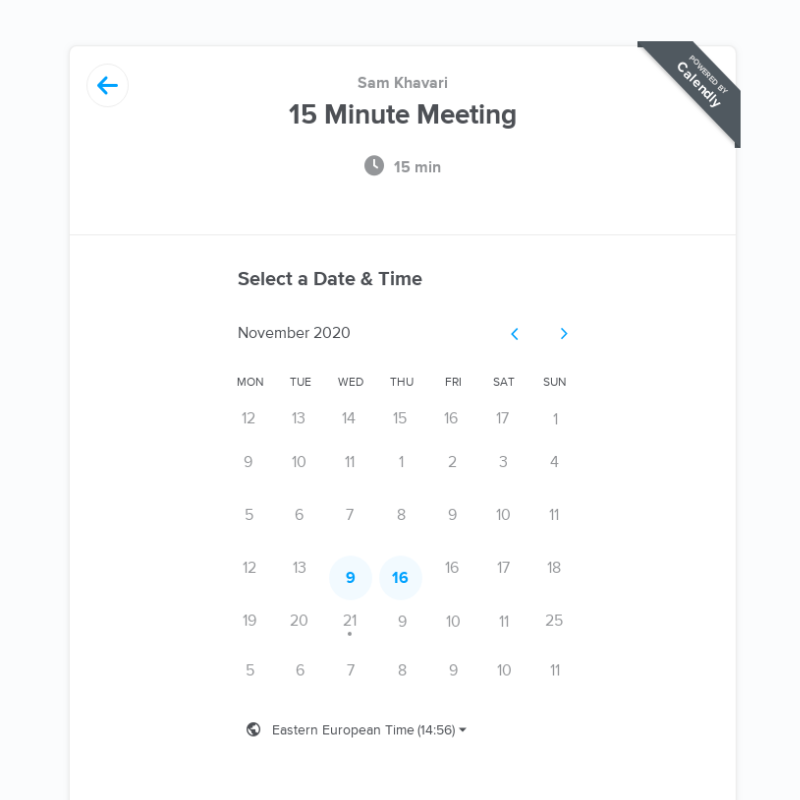 Sam Khavari
15 Minute Meeting
POWERED BY
Calendly
15 min
Select a Date & Time
November 2020
MON TUE WED THU FRI SAT SUN
12 13 14 15 16 17 1
9 10 11 1 2 3 4
5 6 7 8 9 10 11
12 13 9 16 16 17 18
19 20 21 9 10 11 25
5 6 7 8 9 10 11
Eastern European Time (14:56)